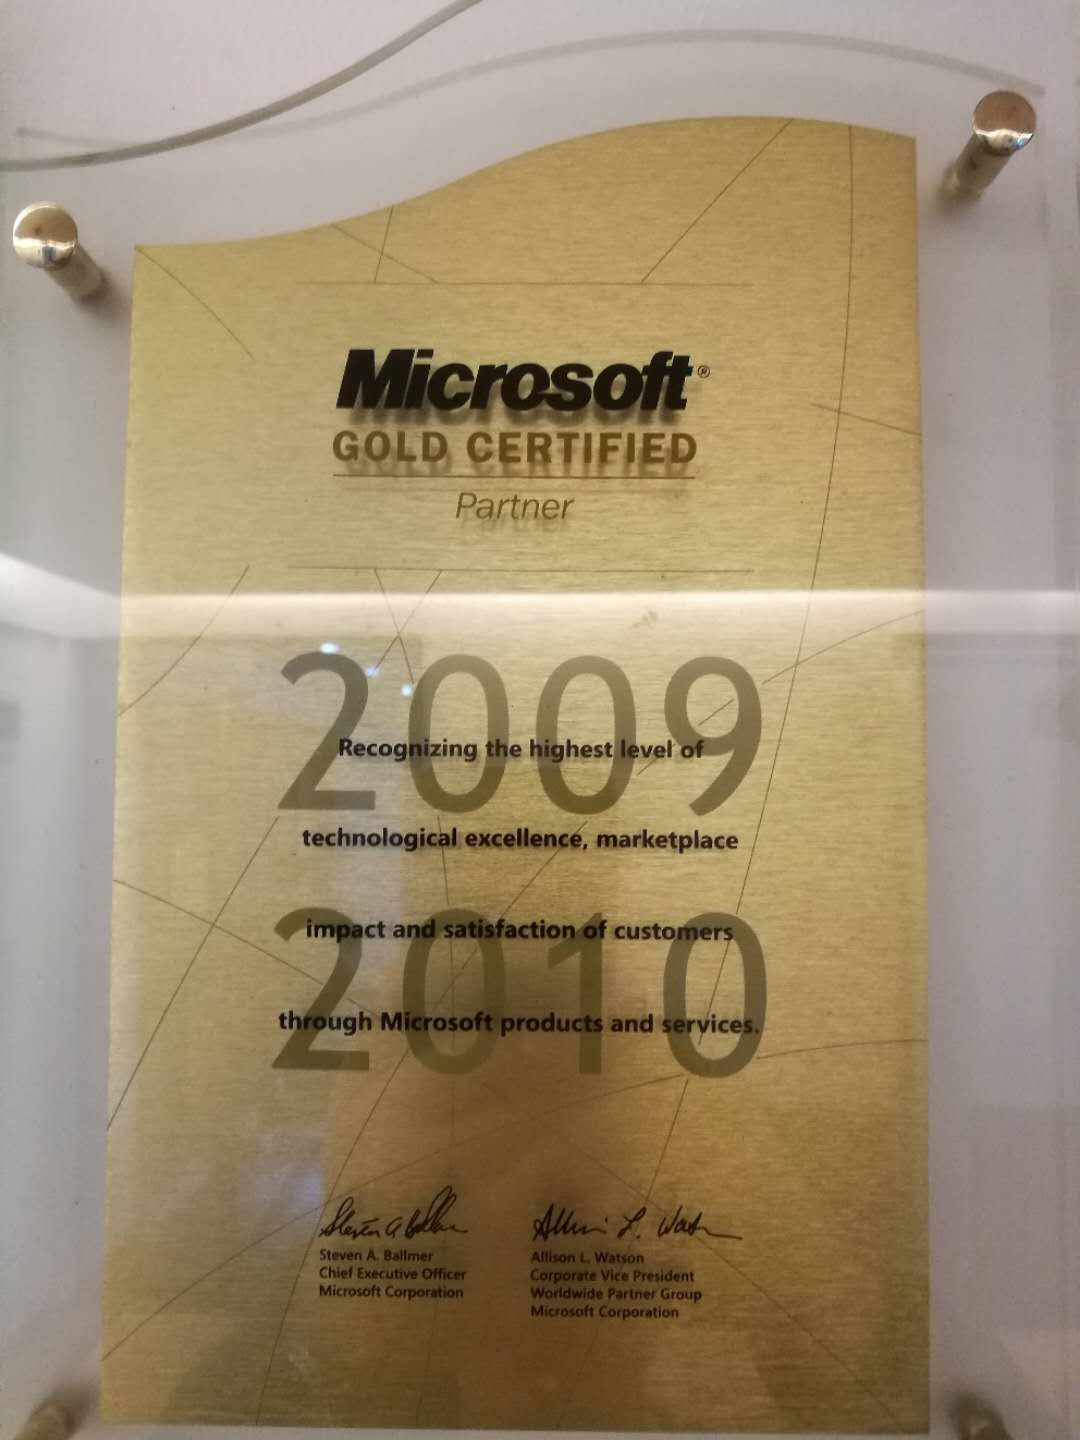 Microsoft®
GOLD CERTIFIED
Partner
2009
Recognizing the highest level of
technological excellence, marketplace
2010
impact and satisfaction of customers
through Microsoft products and services.
Steven A. Ballmer
Chief Executive Officer
Microsoft Corporation
Allison L. Watson
Corporate Vice President
Worldwide Partner Group
Microsoft Corporation